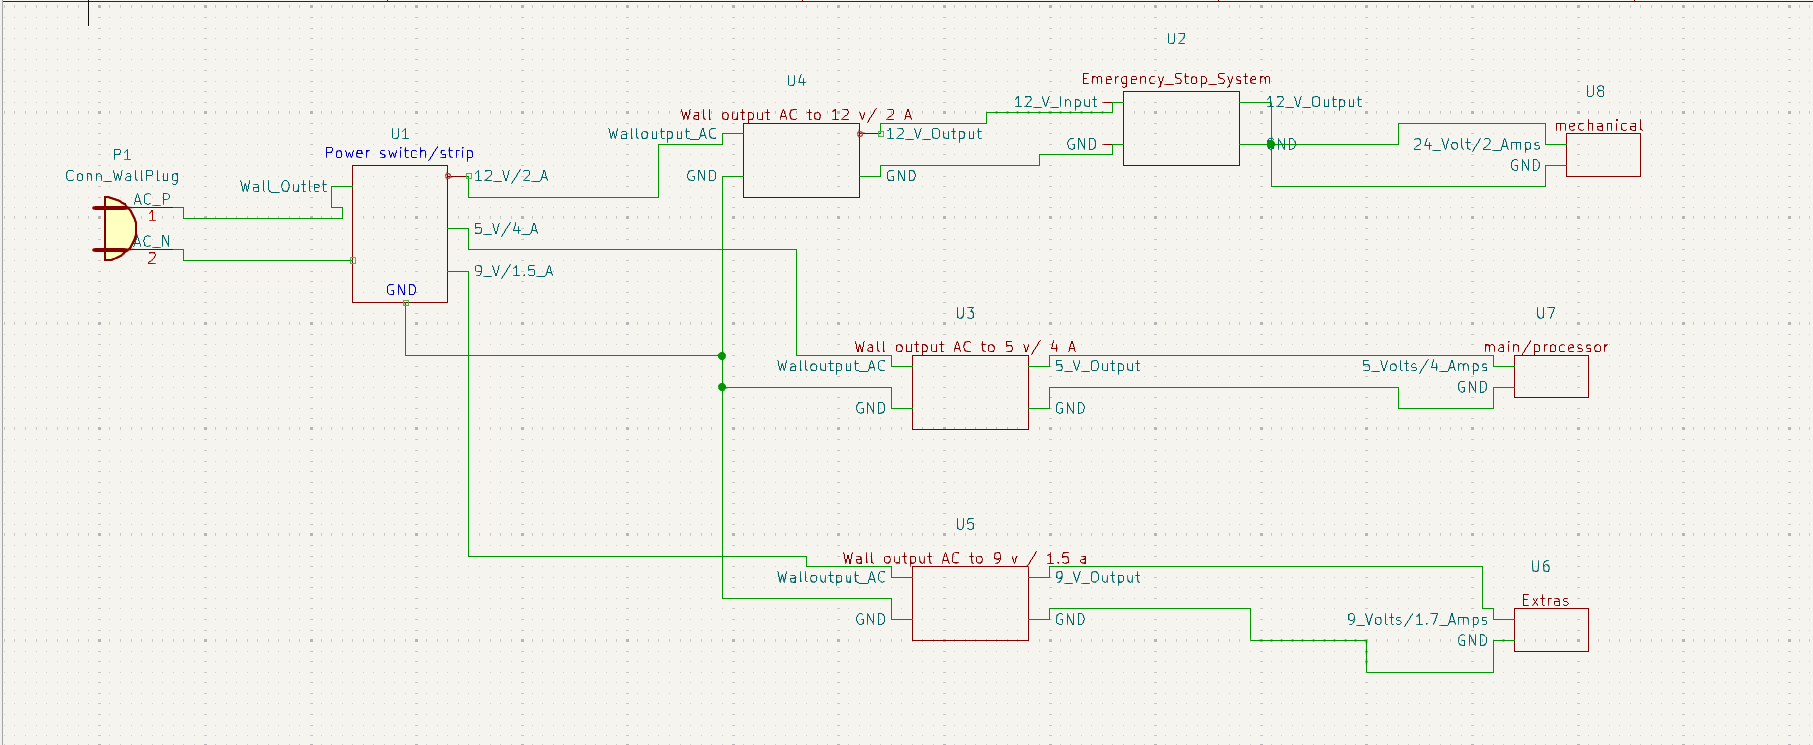 U2
Emergency_Stop_System
12_V_Input
12_V_Output
GND
GND
U8
mechanical
24_Volt/2_Amps
GND
U4
Wall output AC to 12 v/ 2 A
Walloutput_AC
12_V_Output
GND
GND
U1
Power switch/strip
Wall_Outlet
12_V/2_A
5_V/4_A
9_V/1.5_A
GND
P1
Conn_WallPlug
AC_P
1
AC_N
2
U3
Wall output AC to 5 v/ 4 A
Walloutput_AC
5_V_Output
GND
GND
U7
main/processor
5_Volts/4_Amps
GND
U5
Wall output AC to 9 v / 1.5 a
Walloutput_AC
9_V_Output
GND
GND
U6
Extras
9_Volts/1.7_Amps
GND